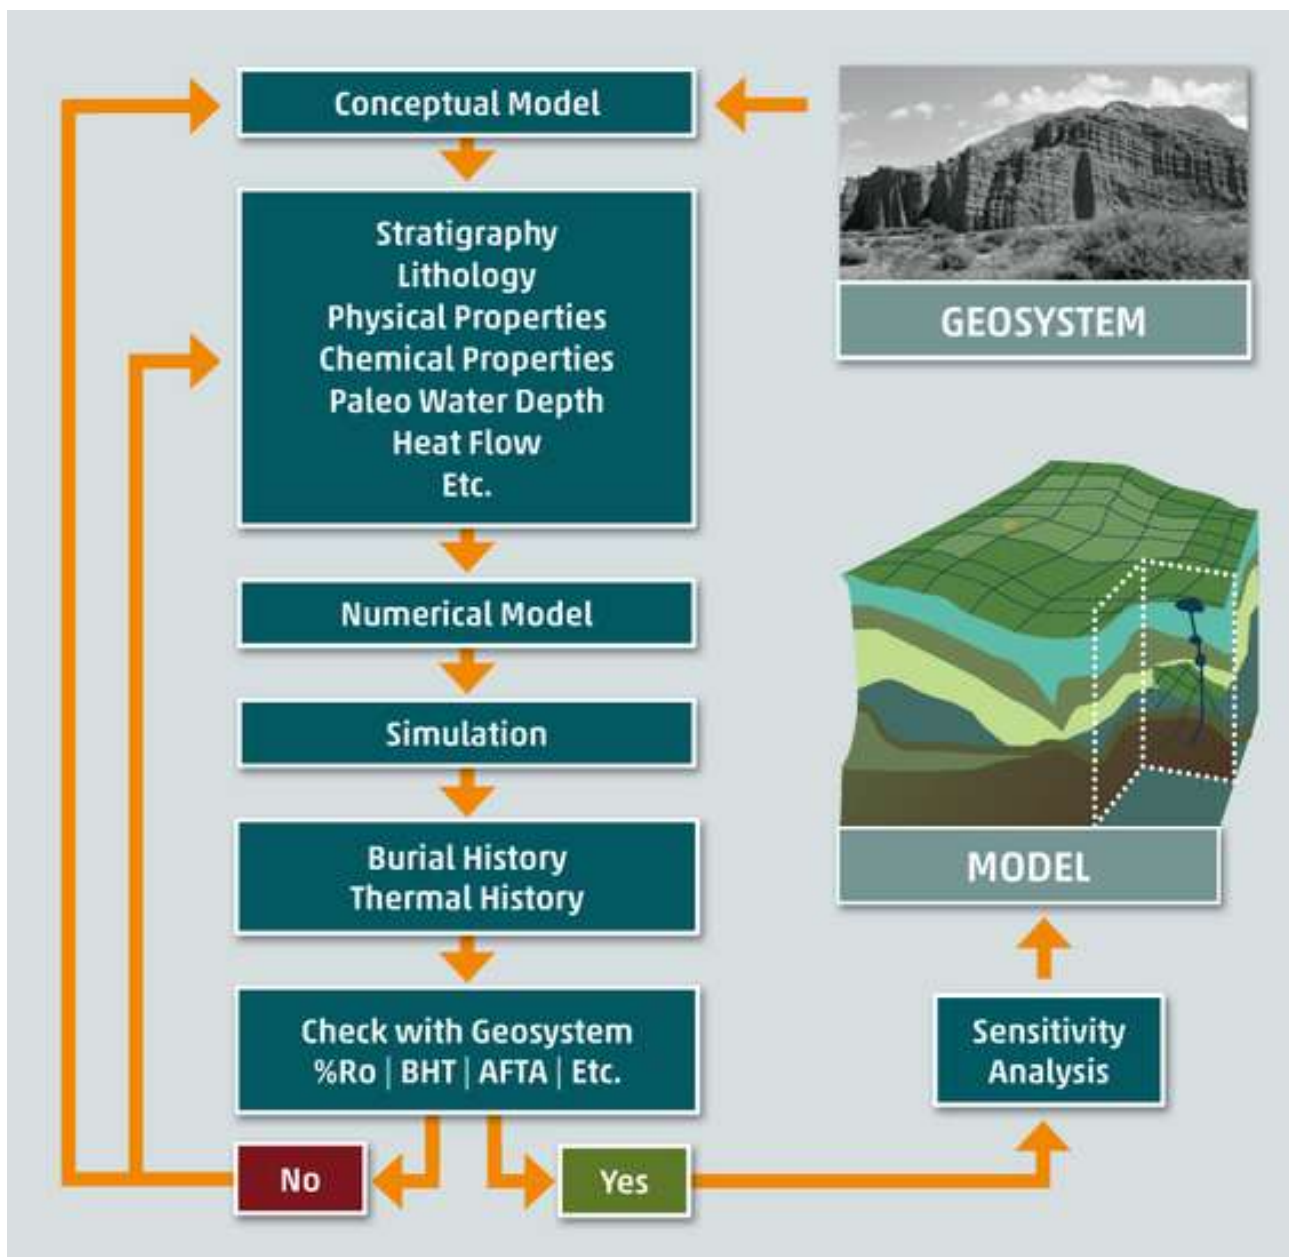 Conceptual Model
GEOSYSTEM
Stratigraphy
Lithology
Physical Properties
Chemical Properties
Paleo Water Depth
Heat Flow
Etc.
Numerical Model
Simulation
Burial History
Thermal History
Check with Geosystem
%Ro | BHT | AFTA | Etc.
No
Yes
Sensitivity
Analysis
MODEL